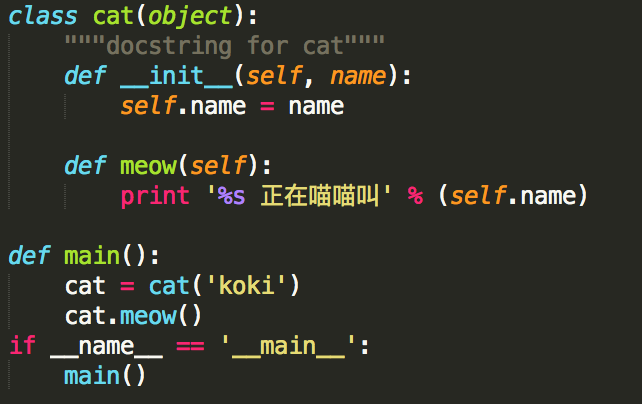 class cat(object):
    """docstring for cat"""
    def __init__(self, name):
        self.name = name

    def meow(self):
        print '%s 正在喵喵叫' % (self.name)

def main():
    cat = cat('koki')
    cat.meow()
if __name__ == '__main__':
    main()